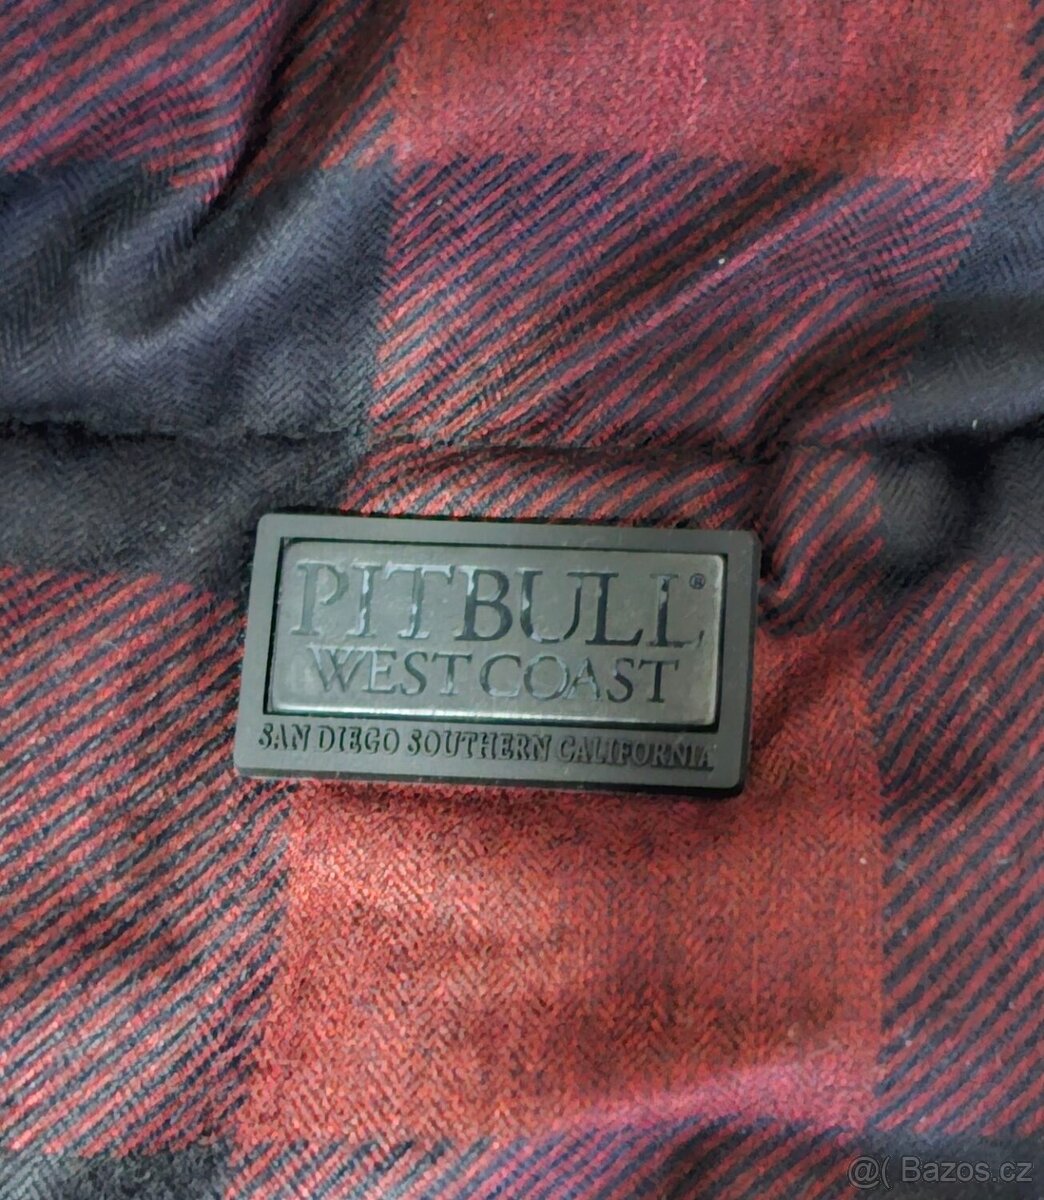 PITBULL®
WEST COAST
SAN DIEGO SOUTHERN CALIFORNIA
@( Bazos.cz